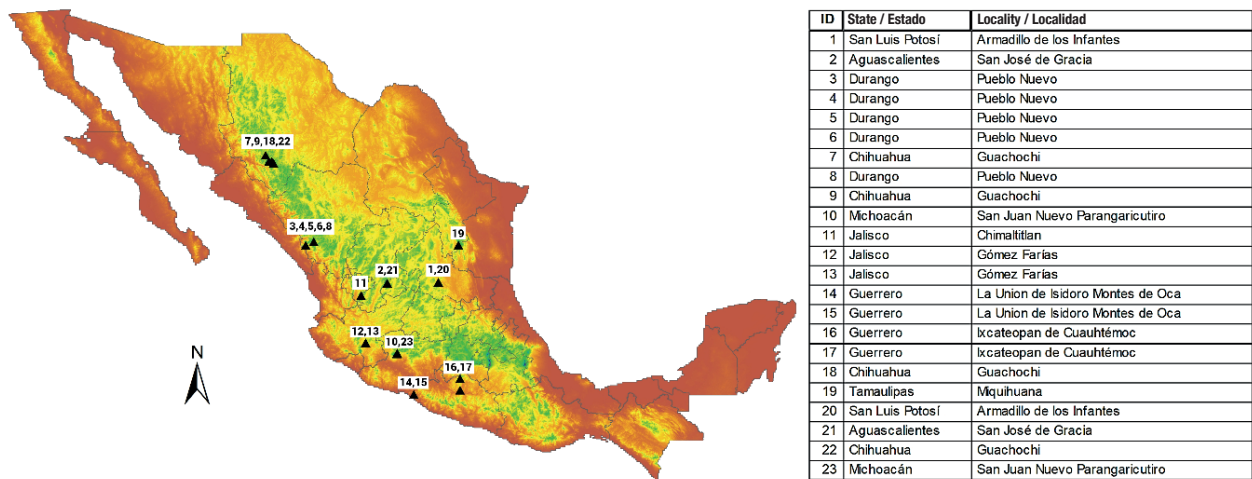 7,9,18,22
3,4,5,6,8
19
2,21
1,20
11
12,13
10,23
16,17
14,15
N
ID State / Estado Locality / Localidad
1 San Luis Potosí Armadillo de los Infantes
2 Aguascalientes San José de Gracia
3 Durango Pueblo Nuevo
4 Durango Pueblo Nuevo
5 Durango Pueblo Nuevo
6 Durango Pueblo Nuevo
7 Chihuahua Guachochi
8 Durango Pueblo Nuevo
9 Chihuahua Guachochi
10 Michoacán San Juan Nuevo Parangaricutiro
11 Jalisco Chimaltitlan
12 Jalisco Gómez Farías
13 Jalisco Gómez Farías
14 Guerrero La Union de Isidoro Montes de Oca
15 Guerrero La Union de Isidoro Montes de Oca
16 Guerrero Ixcateopan de Cuauhtémoc
17 Guerrero Ixcateopan de Cuauhtémoc
18 Chihuahua Guachochi
19 Tamaulipas Miquihuana
20 San Luis Potosí Armadillo de los Infantes
21 Aguascalientes San José de Gracia
22 Chihuahua Guachochi
23 Michoacán San Juan Nuevo Parangaricutiro